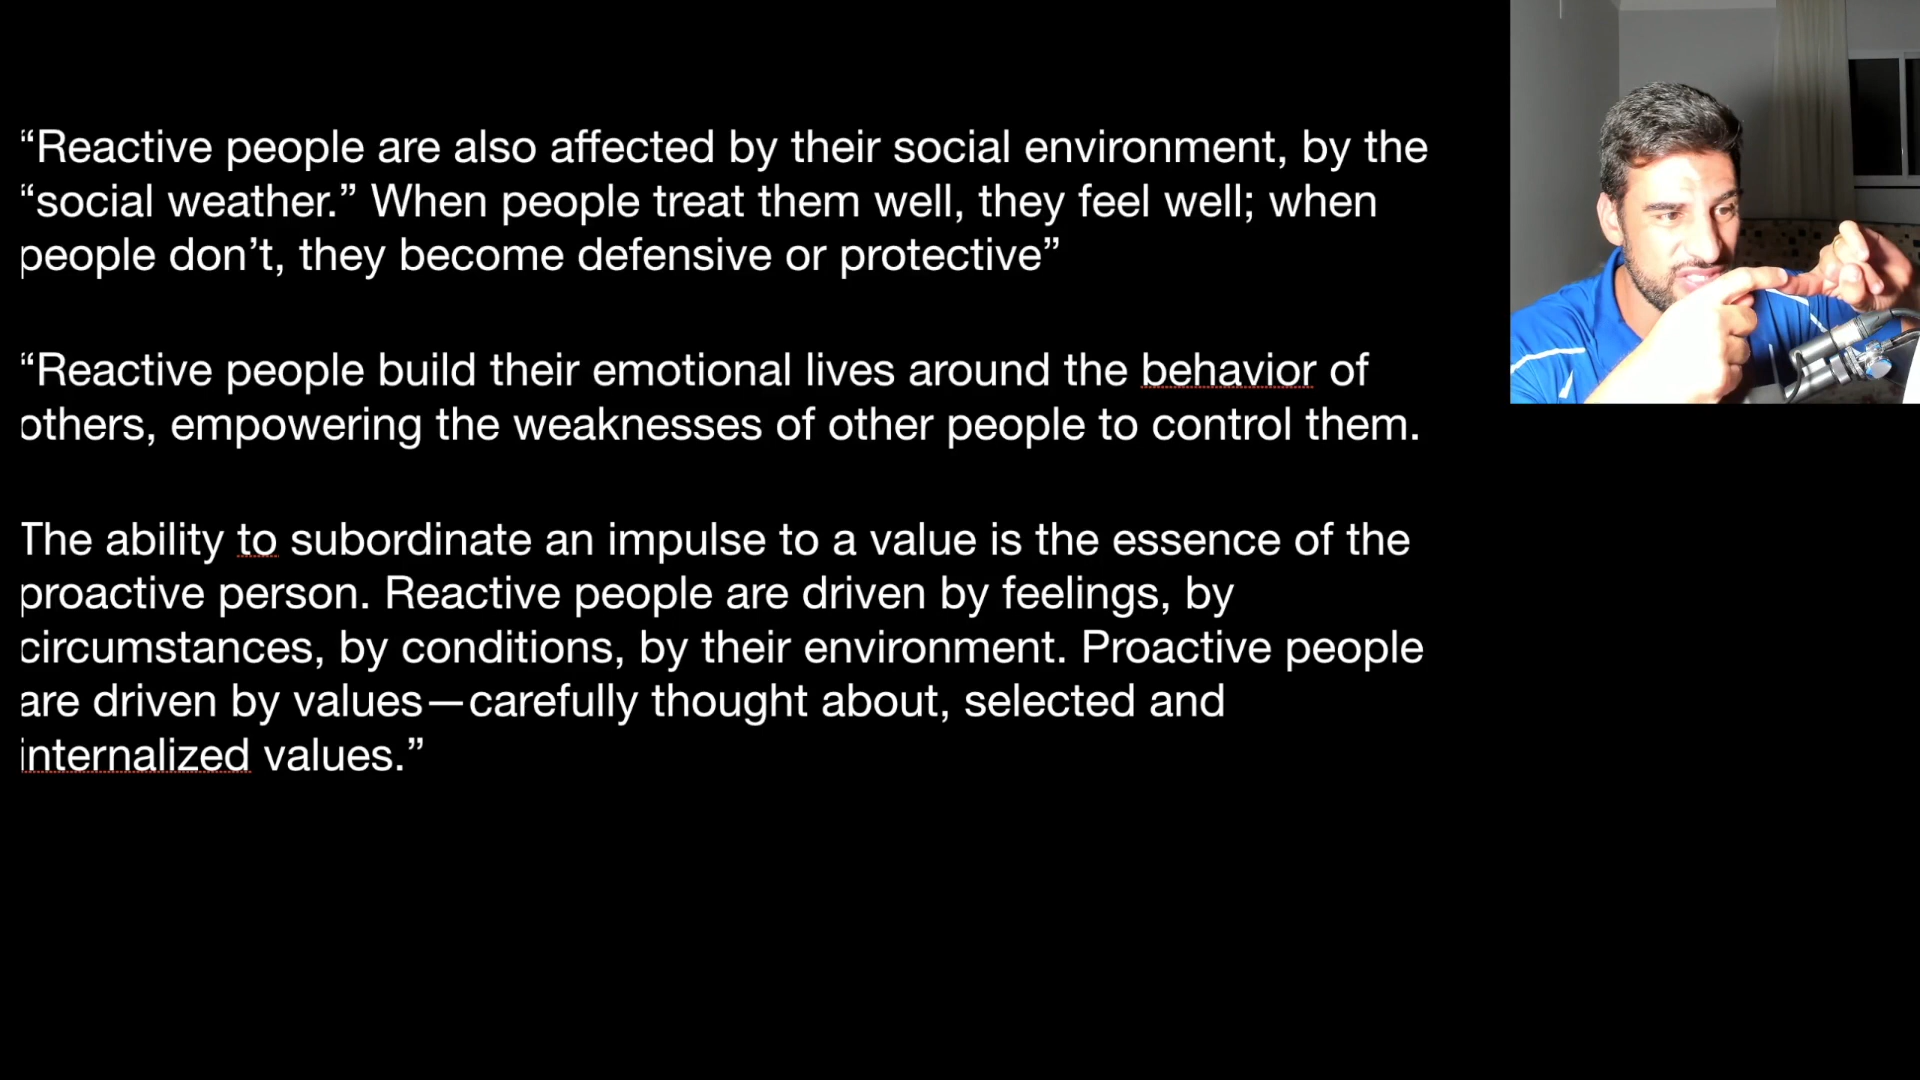 “Reactive people are also affected by their social environment, by the
“social weather.” When people treat them well, they feel well; when
people don’t, they become defensive or protective”
“Reactive people build their emotional lives around the behavior of
others, empowering the weaknesses of other people to control them.
The ability to subordinate an impulse to a value is the essence of the
proactive person. Reactive people are driven by feelings, by
circumstances, by conditions, by their environment. Proactive people
are driven by values—carefully thought about, selected and
internalized values.”